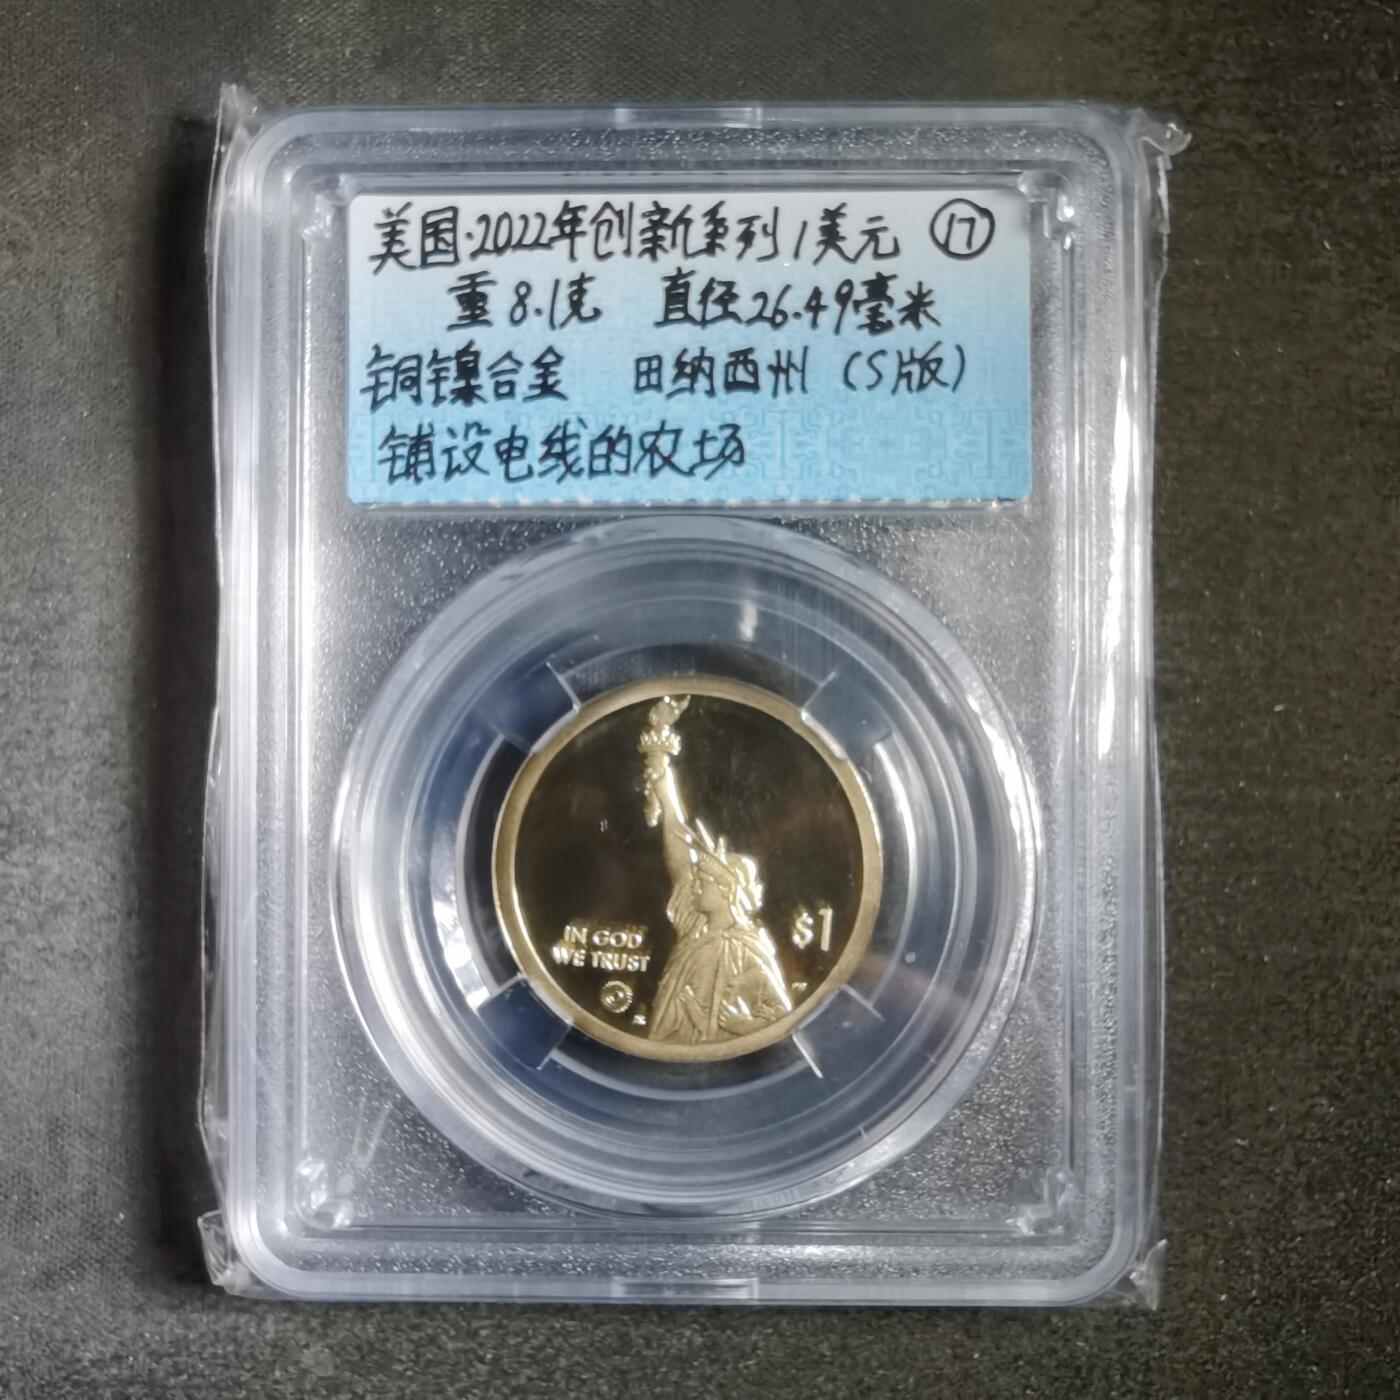 美国·2022年创新系列1美元 ⑰
重8.1克 直径26.49毫米
铜镍合金 田纳西州（S版）
铺设电线的农场
IN GOD
WE TRUST
$1